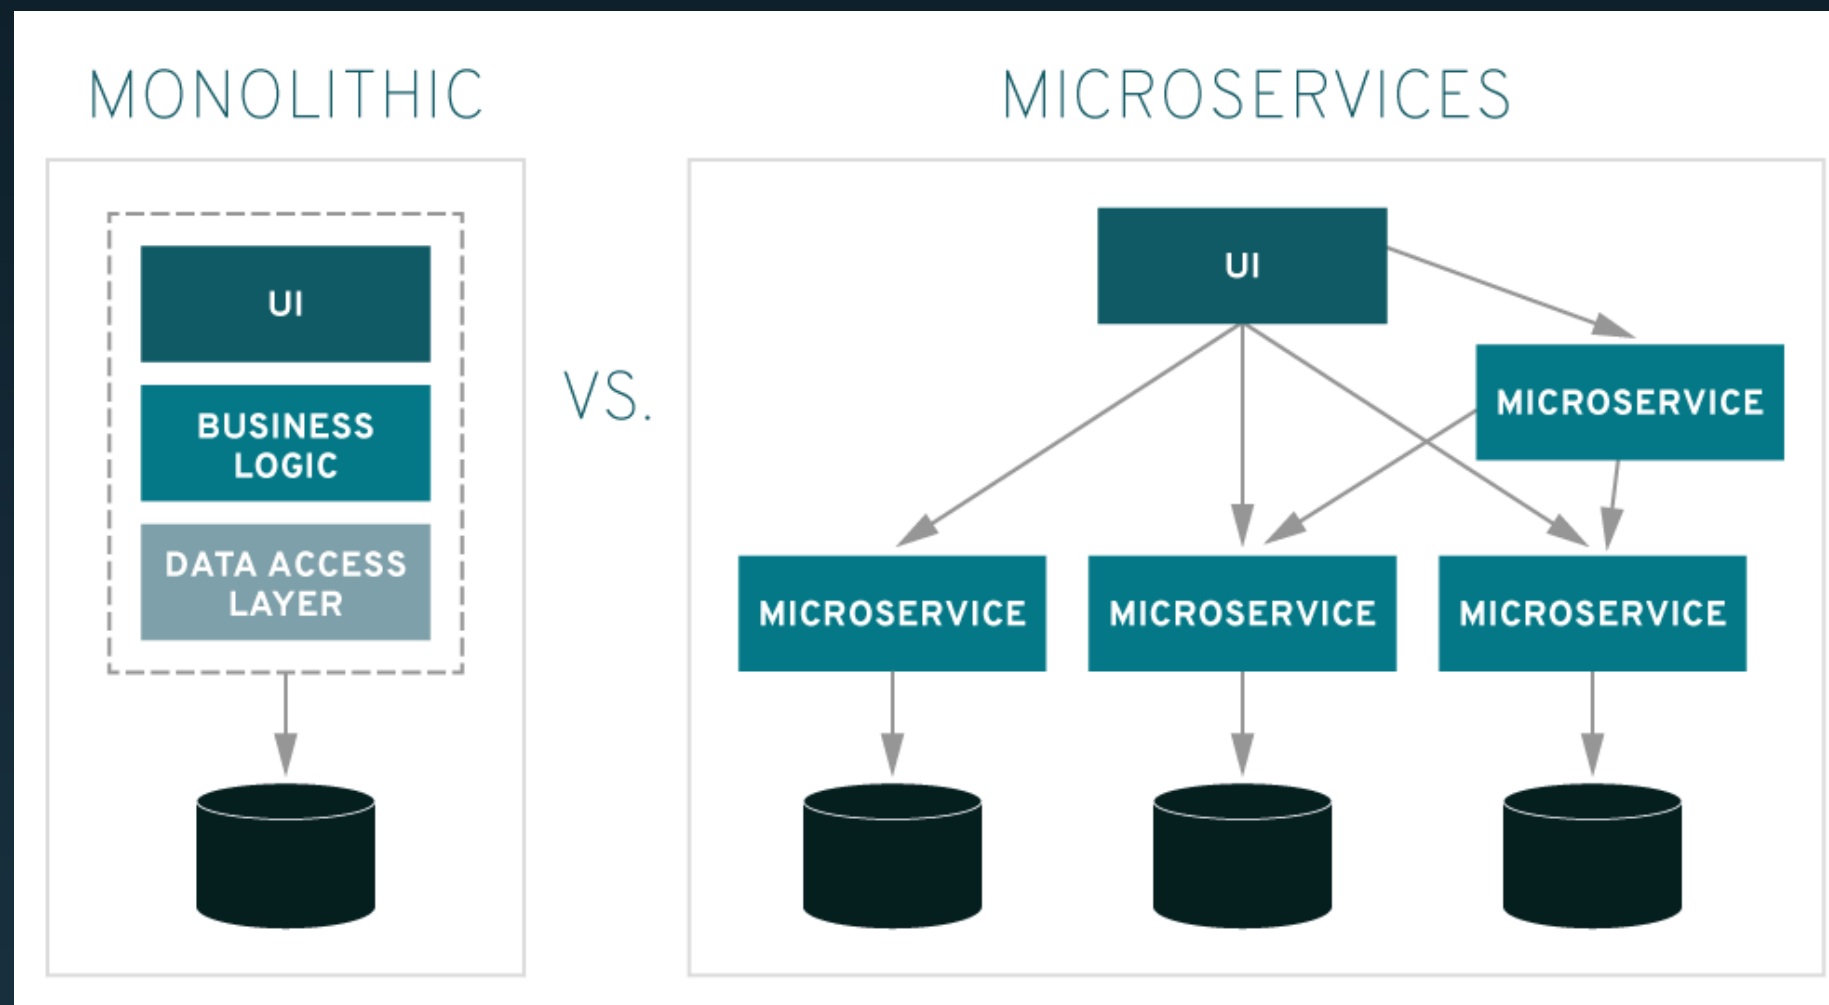 MONOLITHIC
UI
BUSINESS
LOGIC
DATA ACCESS
LAYER
VS.
MICROSERVICES
UI
MICROSERVICE
MICROSERVICE
MICROSERVICE
MICROSERVICE